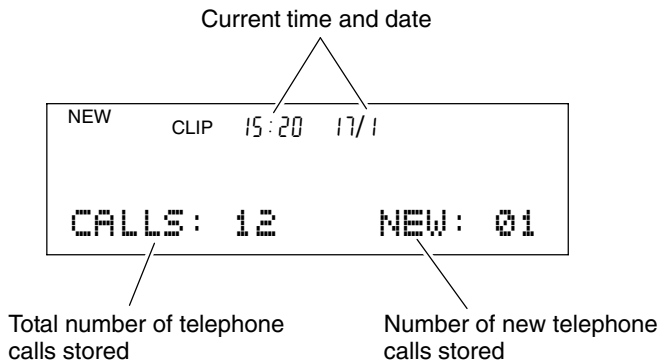 Current time and date
NEW
CLIP 15:20 17/1
CALLS: 12 NEW: 01
Total number of telephone
calls stored
Number of new telephone
calls stored